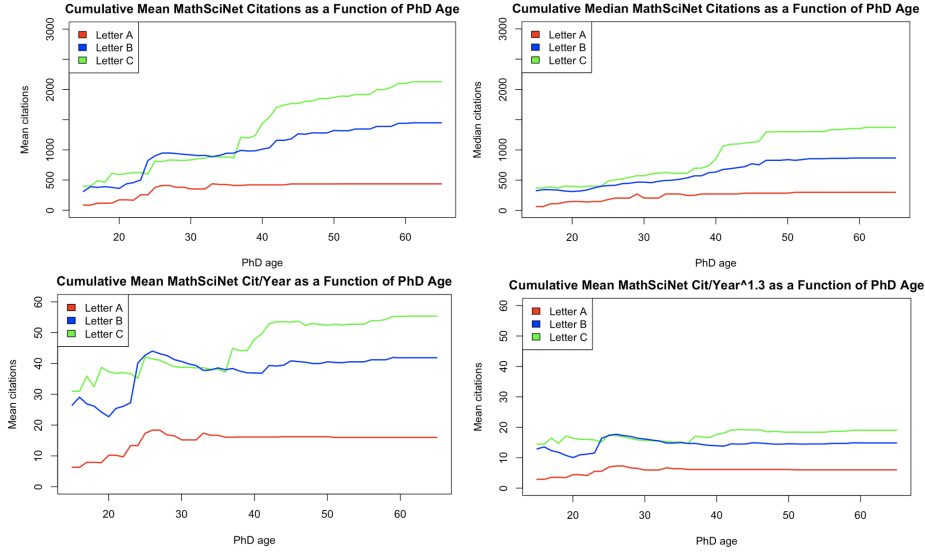 Cumulative Mean MathSciNet Citations as a Function of PhD Age
Mean citations
3000
2000
1000
500
0
Letter A
Letter B
Letter C
20
30
40
50
60
PhD age
Cumulative Median MathSciNet Citations as a Function of PhD Age
Median citations
3000
2000
1000
500
0
Letter A
Letter B
Letter C
20
30
40
50
60
PhD age
Cumulative Mean MathSciNet Cit/Year as a Function of PhD Age
Mean citations
60
50
40
30
20
10
0
Letter A
Letter B
Letter C
20
30
40
50
60
PhD age
Cumulative Mean MathSciNet Cit/Year^1.3 as a Function of PhD Age
Mean citations
60
50
40
30
20
10
0
Letter A
Letter B
Letter C
20
30
40
50
60
PhD age